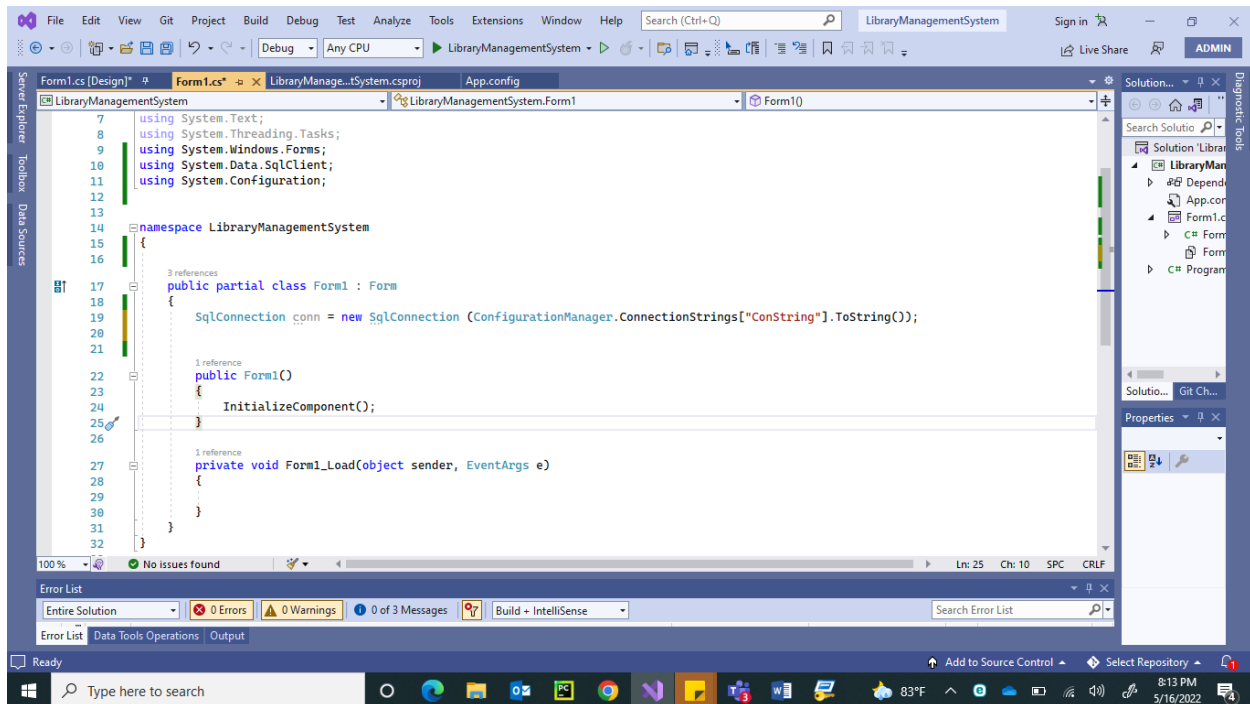 File Edit View Git Project Build Debug Test Analyze Tools Extensions Window Help Search (Ctrl+Q) LibraryManagementSystem Sign in
Debug Any CPU LibraryManagementSystem Live Share ADMIN
Server Explorer Toolbox Data Sources
Form1.cs [Design]* Form1.cs* LibraryManage...tSystem.csproj App.config
LibraryManagementSystem LibraryManagementSystem.Form1 Form1()
7 using System.Text;
8 using System.Threading.Tasks;
9 using System.Windows.Forms;
10 using System.Data.SqlClient;
11 using System.Configuration;
12
13
14 namespace LibraryManagementSystem
15 {
16
3 references
17 public partial class Form1 : Form
18 {
19 SqlConnection conn = new SqlConnection (ConfigurationManager.ConnectionStrings["ConString"].ToString());
20
21
1 reference
22 public Form1()
23 {
24 InitializeComponent();
25 }
26
1 reference
27 private void Form1_Load(object sender, EventArgs e)
28 {
29
30 }
31 }
32 }
100 % No issues found Ln: 25 Ch: 10 SPC CRLF
Error List
Entire Solution 0 Errors 0 Warnings 0 of 3 Messages Build + IntelliSense Search Error List
Error List Data Tools Operations Output
Solution...
Search Solutio
Solution 'Librar
C# LibraryMan
Depende
App.con
Form1.c
C# Form
Form
C# Program
Solutio... Git Ch...
Properties
Diagnostic Tools
Ready Add to Source Control Select Repository 1
Type here to search 83°F 8:13 PM
5/16/2022 4